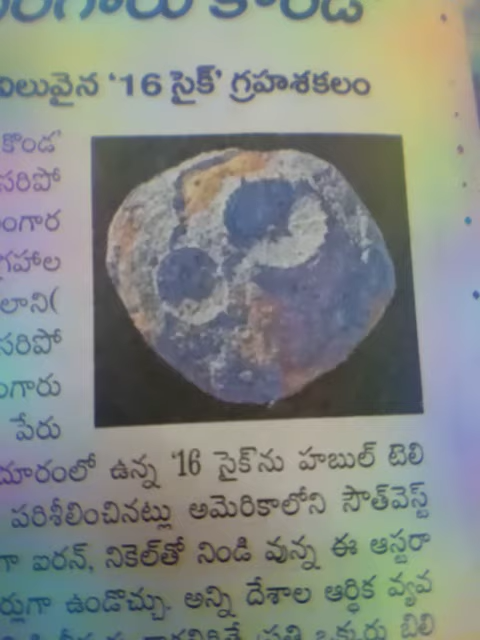 బంగారు కొండ
విలువైన ‘16 సైక్’ గ్రహశకలం
కొండ’
సరిపో
ంగార
గ్రహాల
లాని(
సరిపో
ంగారు
పేరు
దూరంలో ఉన్న ‘16 సైక్’ను హబుల్ టెలి
పరిశీలించినట్లు అమెరికాలోని సౌత్‌వెస్ట్
గా ఐరన్, నికెల్‌తో నిండి వున్న ఈ ఆస్టరా
ర్లుగా ఉండొచ్చు. అన్ని దేశాల ఆర్థిక వ్యవ